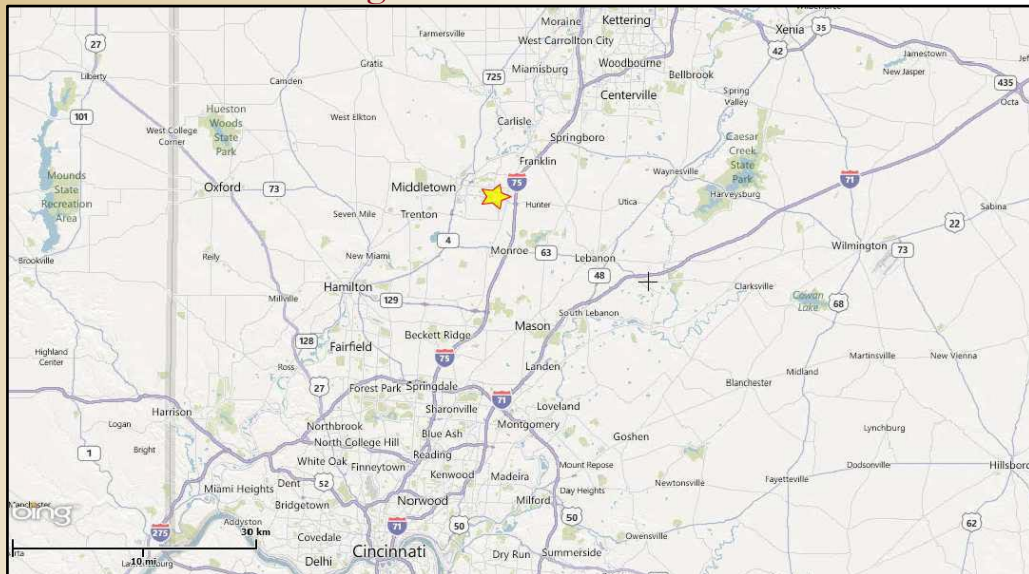 Moraine Kettering
Xenia 35
27
Farmersville
West Carrollton City
42
Gratis
Miamisburg Woodbourne
Jamestown
Liberty
Camden
725
Bellbrook
New Jasper
Centerville
435
Spring Valley
Octa
101
Hueston Woods State Park
West Elkton
Carlisle
West College Corner
Springboro
Caesar Creek State Park
Franklin
Mounds State Recreation Area
Oxford 73
Middletown
75
Waynesville
71
Harveysburg
Hunter
Utica
Sabina
Seven Mile
Trenton
22
4
Monroe 63
Lebanon
Wilmington
73
Brookville
Reily
New Miami
48
Hamilton
129
Clarksville
Cowan Lake
68
Millville
South Lebanon
Mason
Beckett Ridge
128
Fairfield
75
Highland Center
Martinsville
New Vienna
Ross
Landen
Midland
27
Forest Park Springdale
71
Blanchester
Harrison
Sharonville
Loveland
Logan
Northbrook
Montgomery
Lynchburg
Blue Ash
Goshen
1
Bright
North College Hill
Reading
White Oak
Finneytown
Mount Repose
Dodsonville
Hillsbo
Kenwood
Madeira
Dent 52
Newtonsville
Fayetteville
Miami Heights
Day Heights
Bridgetown
Norwood
Milford
bing
Addyston
50
50
62
275
30 km
Covedale
71
Owensville
10 mi
Delhi
Cincinnati
Dry Run
Summerside